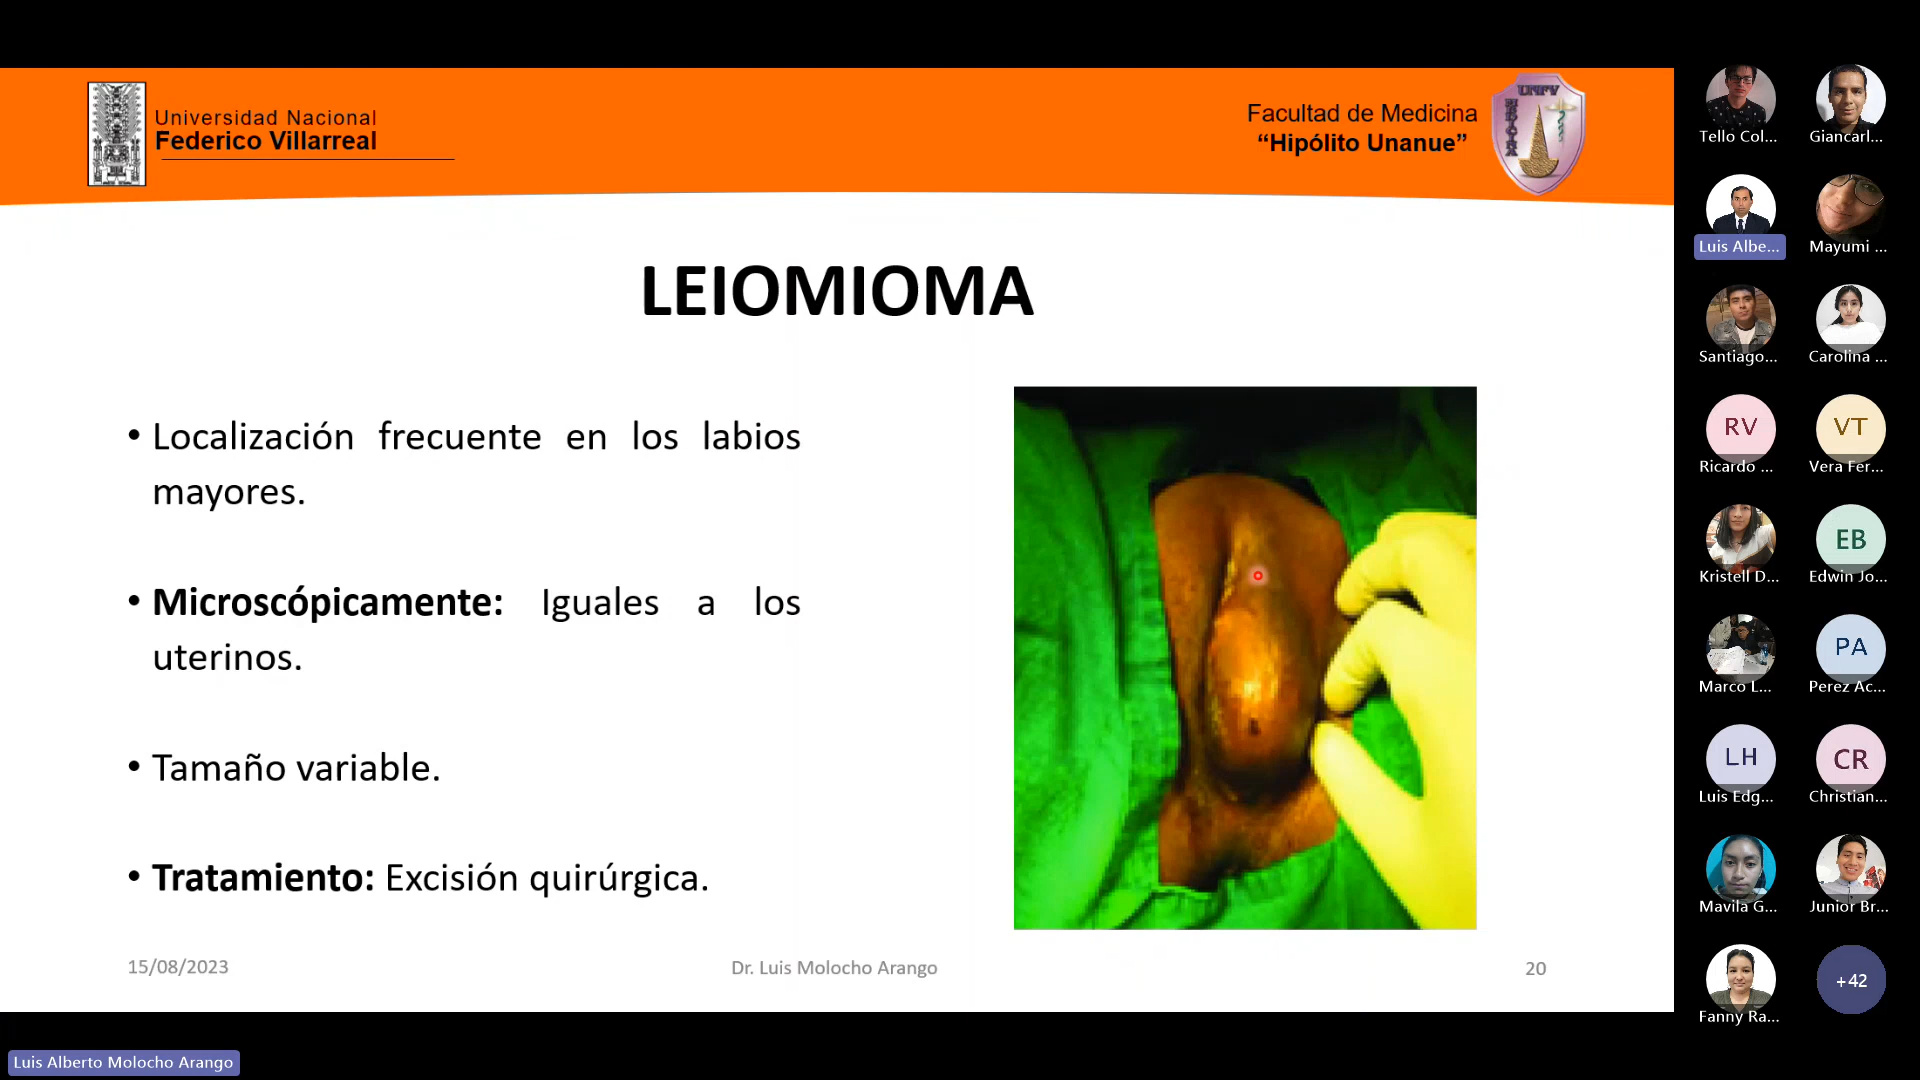 Universidad Nacional
Federico Villarreal
Facultad de Medicina
“Hipólito Unanue”
UNFV
MEDICINA
LEIOMIOMA
• Localización frecuente en los labios
mayores.
• Microscópicamente: Iguales a los
uterinos.
• Tamaño variable.
• Tratamiento: Excisión quirúrgica.
15/08/2023
Dr. Luis Molocho Arango
20
Tello Col...
Giancarl...
Luis Albe...
Mayumi ...
Santiago...
Carolina ...
RV
VT
Ricardo ...
Vera Fer...
EB
Kristell D...
Edwin Jo...
PA
Marco L...
Perez Ac...
LH
CR
Luis Edg...
Christian...
Mavila G...
Junior Br...
+42
Fanny Ra...
Luis Alberto Molocho Arango